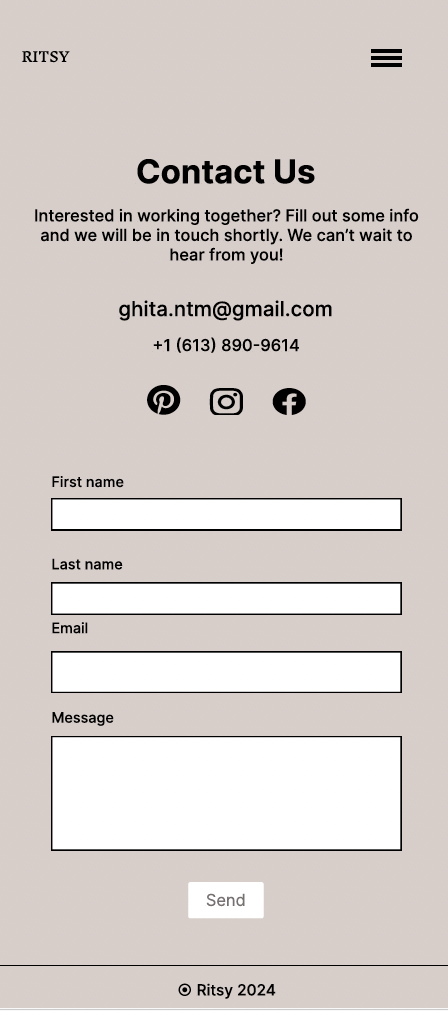 RITSY
Contact Us
Interested in working together? Fill out some info
and we will be in touch shortly. We can’t wait to
hear from you!
ghita.ntm@gmail.com
+1 (613) 890-9614
First name
Last name
Email
Message
Send
⦿ Ritsy 2024